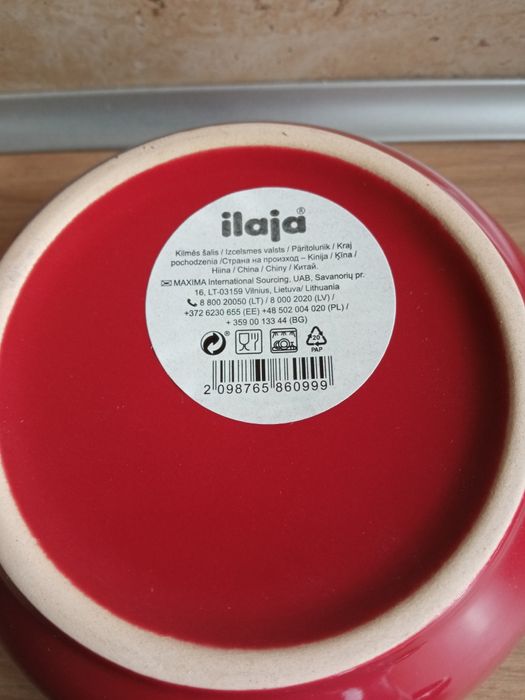 ilaja®
Kilmės šalis / Izcelsmes valsts / Päritolunik / Kraj
pochodzenia /Страна на произход – Kinija / Ķīna /
Hiina / China / Chiny / Китай.
MAXIMA International Sourcing, UAB, Savanorių pr.
16, LT-03159 Vilnius, Lietuva/ Lithuania
8 800 20050 (LT) / 8 000 2020 (LV) /
+372 6230 655 (EE) +48 502 004 020 (PL) /
+ 359 00 133 44 (BG)
®
20
PAP
2 098765 860999